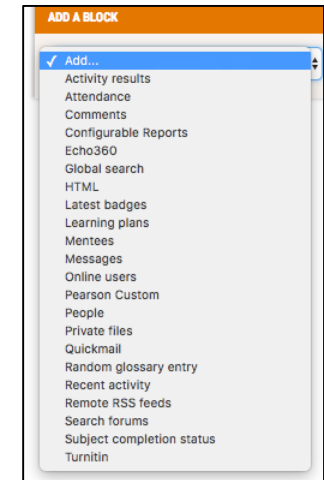 ADD A BLOCK
✓ Add...
Activity results
Attendance
Comments
Configurable Reports
Echo360
Global search
HTML
Latest badges
Learning plans
Mentees
Messages
Online users
Pearson Custom
People
Private files
Quickmail
Random glossary entry
Recent activity
Remote RSS feeds
Search forums
Subject completion status
Turnitin